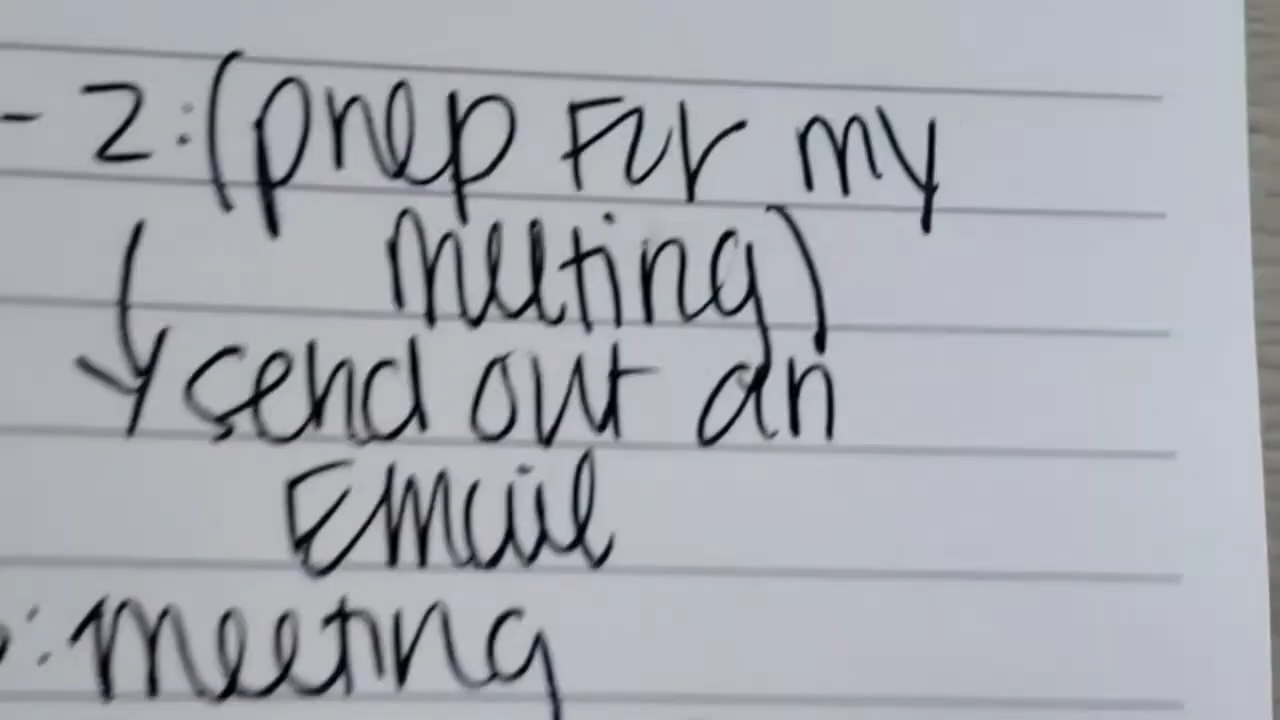 - 2: (prep For my
meeting)
send out an
Email
: meeting